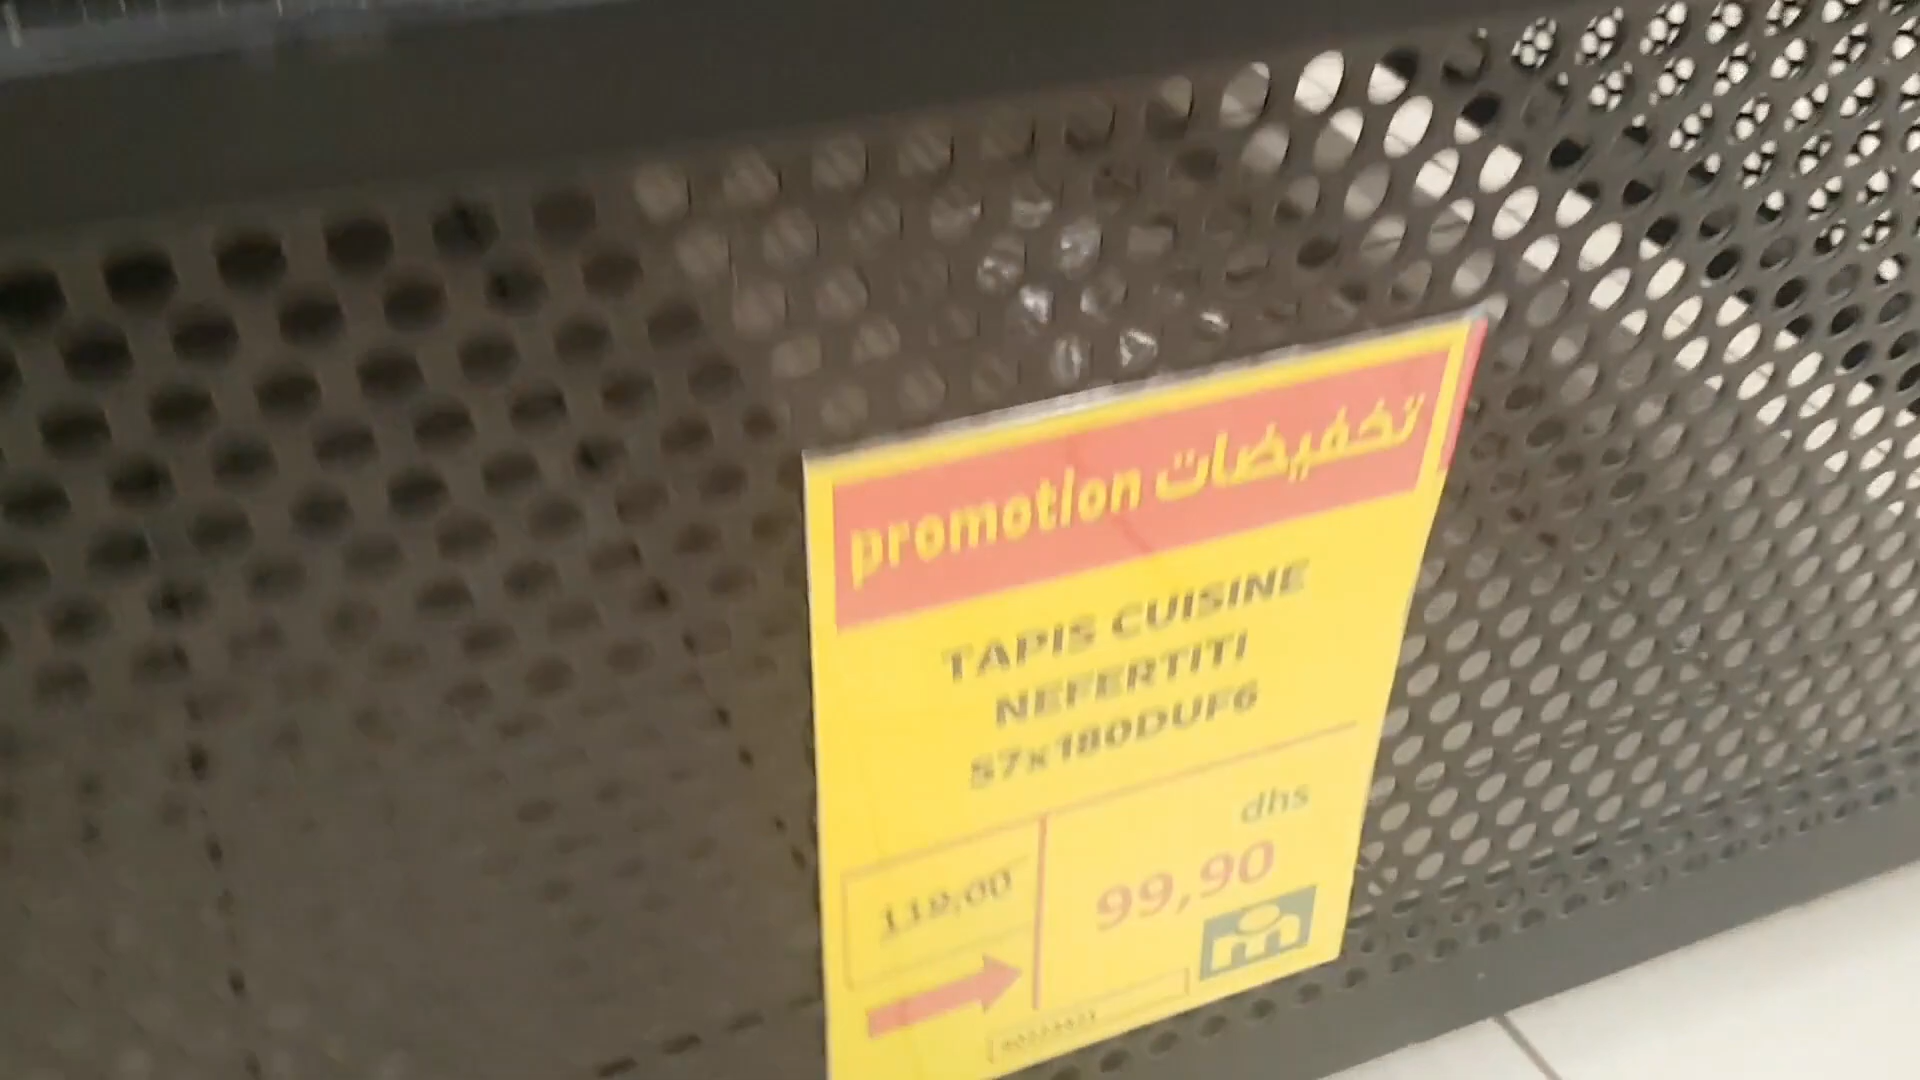 promotion تخفيضات
TAPIS CUISINE
NEFERTITI
57x180DUF6
dhs
119,00
99,90